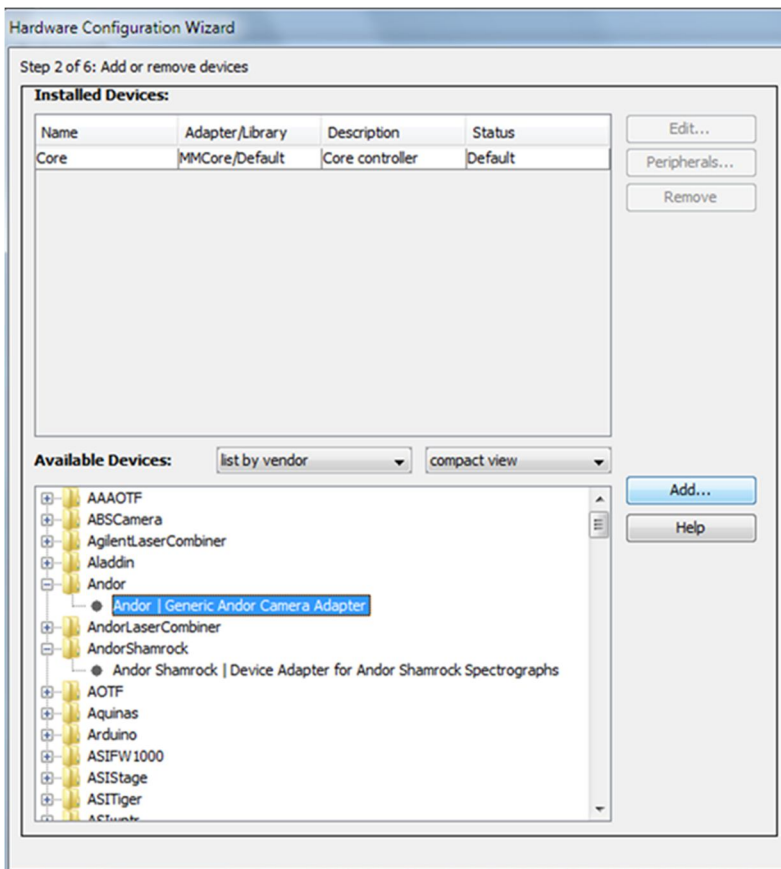 Hardware Configuration Wizard
Step 2 of 6: Add or remove devices
Installed Devices:
Name Adapter/Library Description Status
Core MMCore/Default Core controller Default
Edit...
Peripherals...
Remove
Available Devices: list by vendor compact view
Add...
Help
AAAOTF
ABSCamera
AgilentLaserCombiner
Aladdin
Andor
Andor | Generic Andor Camera Adapter
AndorLaserCombiner
AndorShamrock
Andor Shamrock | Device Adapter for Andor Shamrock Spectrographs
AOTF
Aquinas
Arduino
ASIFW1000
ASIStage
ASITiger